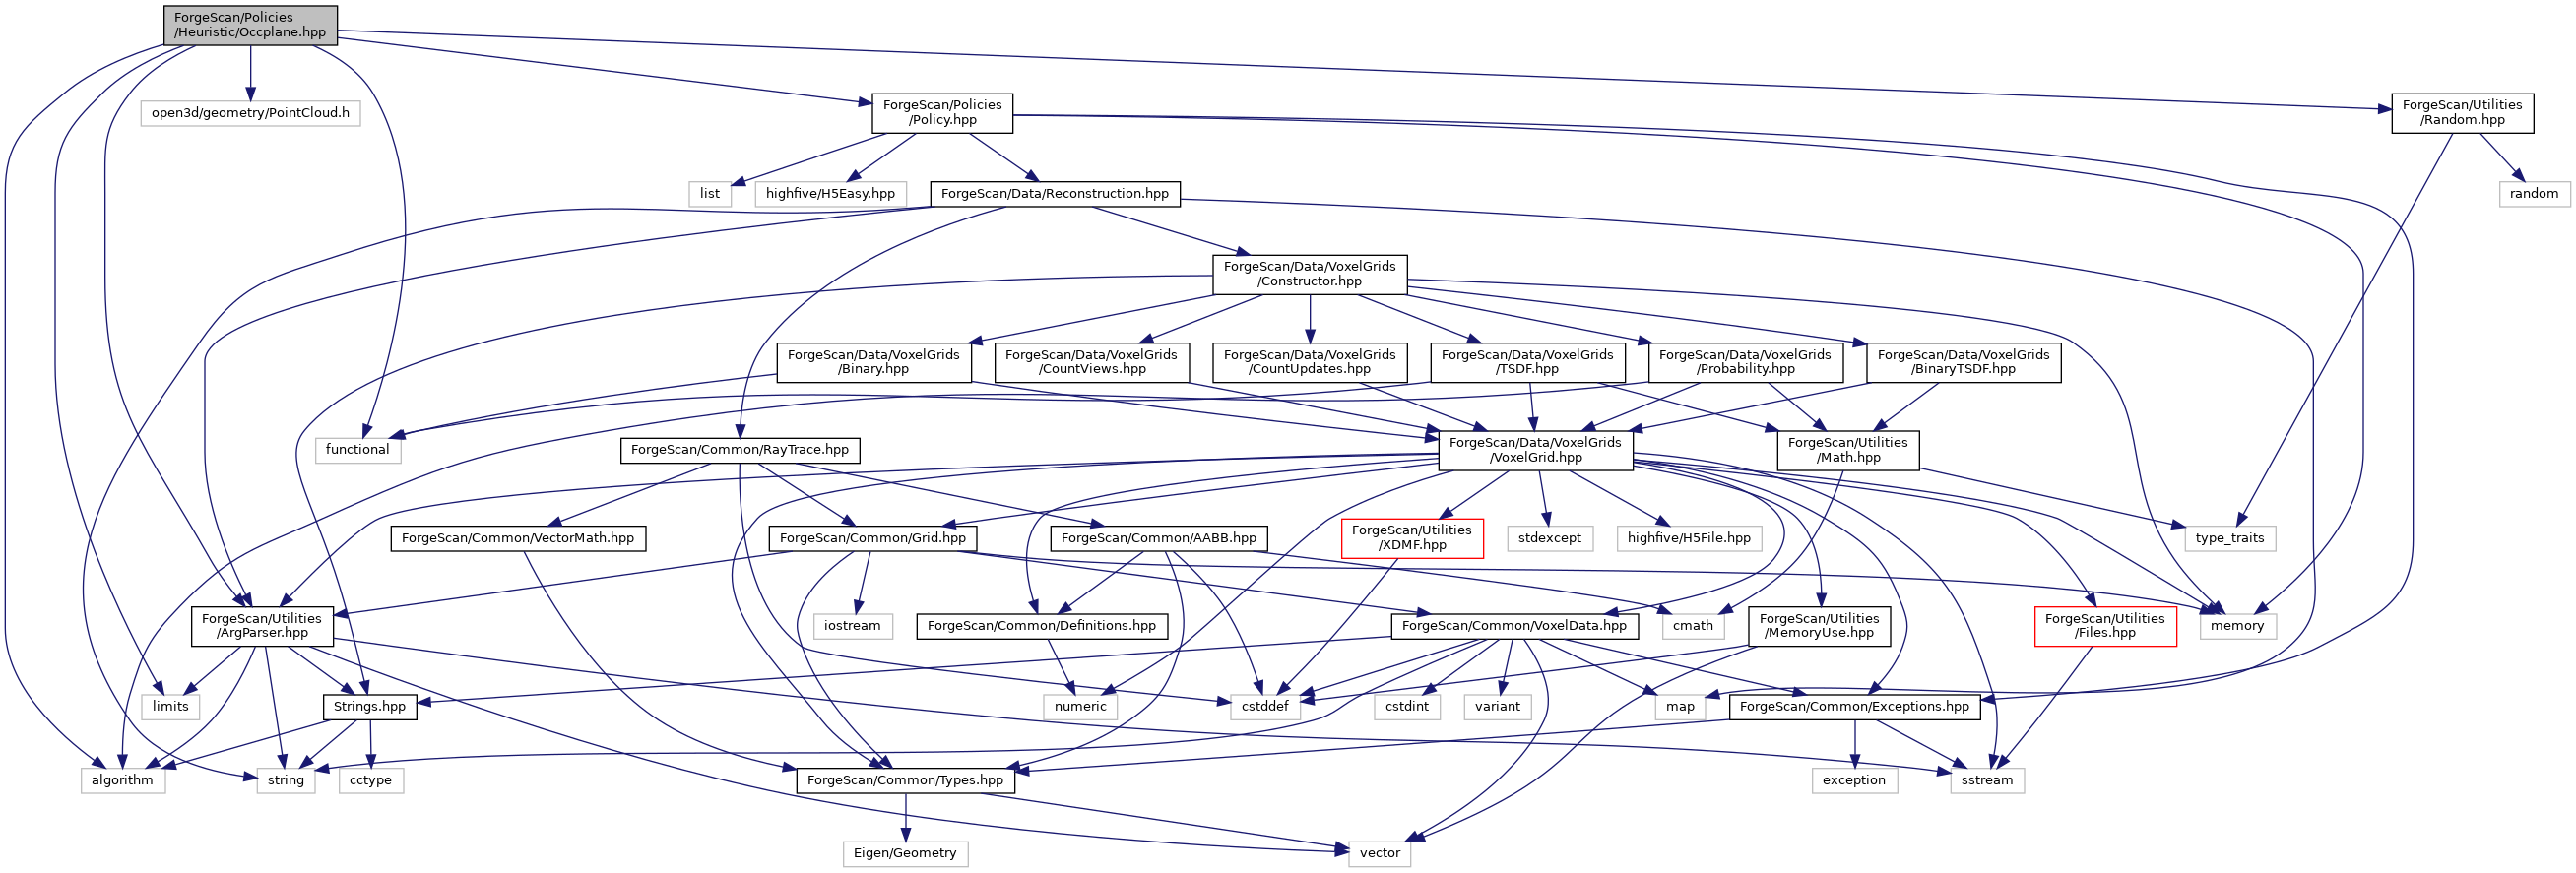 ForgeScan/Policies
/Heuristic/Occplane.hpp
open3d/geometry/PointCloud.h
ForgeScan/Policies
/Policy.hpp
ForgeScan/Utilities
/Random.hpp
list
highfive/H5Easy.hpp
ForgeScan/Data/Reconstruction.hpp
random
ForgeScan/Data/VoxelGrids
/Constructor.hpp
ForgeScan/Data/VoxelGrids
/Binary.hpp
ForgeScan/Data/VoxelGrids
/CountViews.hpp
ForgeScan/Data/VoxelGrids
/CountUpdates.hpp
ForgeScan/Data/VoxelGrids
/TSDF.hpp
ForgeScan/Data/VoxelGrids
/Probability.hpp
ForgeScan/Data/VoxelGrids
/BinaryTSDF.hpp
functional
ForgeScan/Common/RayTrace.hpp
ForgeScan/Data/VoxelGrids
/VoxelGrid.hpp
ForgeScan/Utilities
/Math.hpp
ForgeScan/Common/VectorMath.hpp
ForgeScan/Common/Grid.hpp
ForgeScan/Common/AABB.hpp
ForgeScan/Utilities
/XDMF.hpp
stdexcept
highfive/H5File.hpp
type_traits
ForgeScan/Utilities
/ArgParser.hpp
iostream
ForgeScan/Common/Definitions.hpp
ForgeScan/Common/VoxelData.hpp
cmath
ForgeScan/Utilities
/MemoryUse.hpp
ForgeScan/Utilities
/Files.hpp
memory
limits
Strings.hpp
numeric
cstddef
cstdint
variant
map
ForgeScan/Common/Exceptions.hpp
algorithm
string
cctype
ForgeScan/Common/Types.hpp
exception
sstream
Eigen/Geometry
vector